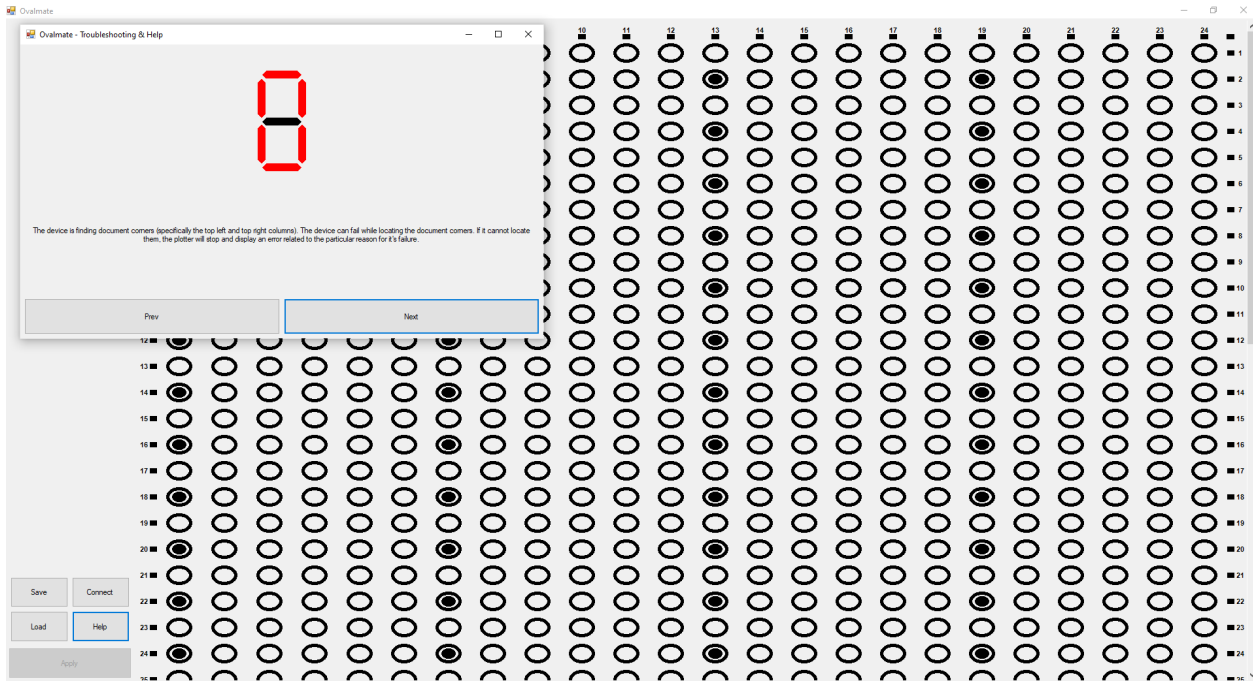 Ovalmate
Ovalmate - Troubleshooting & Help
10 11 12 13 14 15 16 17 18 19 20 21 22 23 24
The device is finding document corners (specifically the top left and top right columns). The device can fail while locating the document corners. If it cannot locate
them, the plotter will stop and display an error related to the particular reason for it's failure.
Prev Next
1
2
3
4
5
6
7
8
9
10
11
12 12
13 13
14 14
15 15
16 16
17 17
18 18
19 19
20 20
21 21
22 22
23 23
24 24
25 25
Save Connect
Load Help
Apply